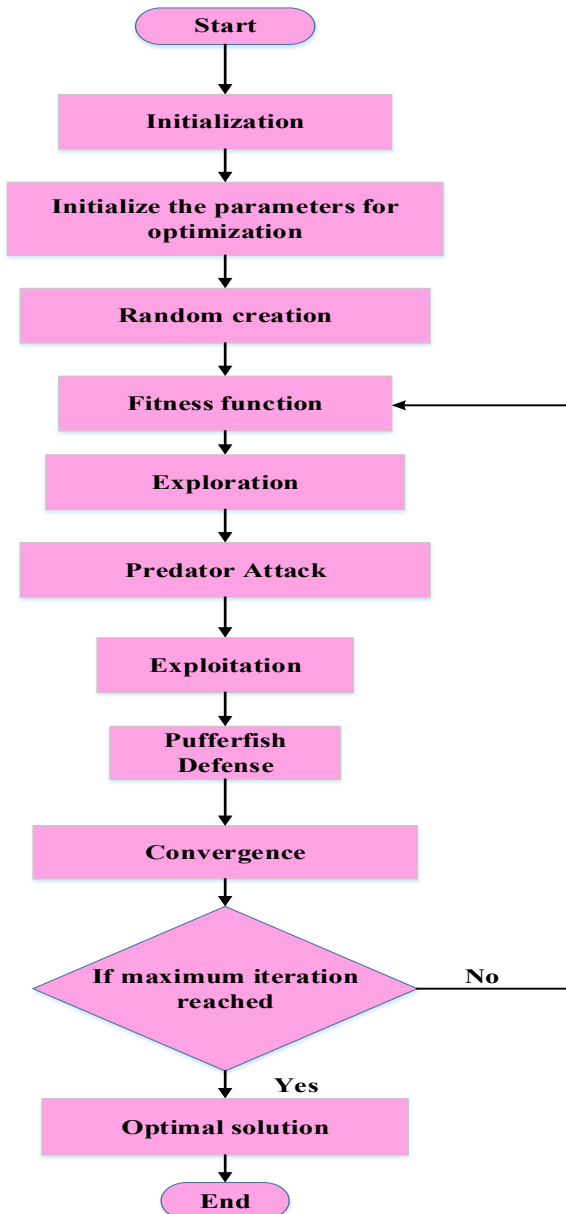 Start
Initialization
Initialize the parameters for
optimization
Random creation
Fitness function
Exploration
Predator Attack
Exploitation
Pufferfish
Defense
Convergence
If maximum iteration
reached
No
Yes
Optimal solution
End